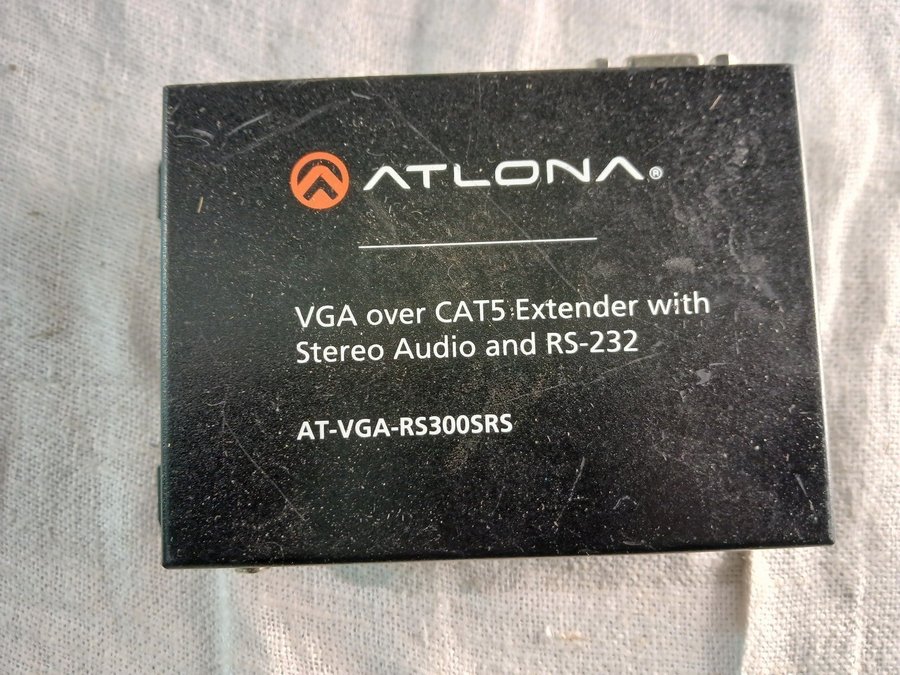 ATLONA®
VGA over CAT5 Extender with
Stereo Audio and RS-232
AT-VGA-RS300SRS